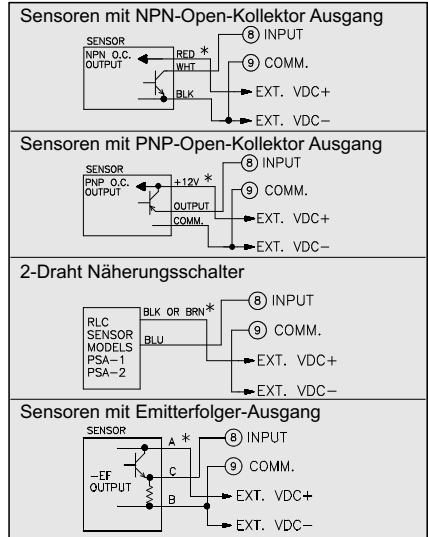 Sensoren mit NPN-Open-Kollektor Ausgang
SENSOR
NPN O.C.
OUTPUT
RED *
WHT
BLK
8 INPUT
9 COMM.
EXT. VDC+
EXT. VDC−
Sensoren mit PNP-Open-Kollektor Ausgang
SENSOR
PNP O.C.
OUTPUT
+12V *
OUTPUT
COMM.
8 INPUT
9 COMM.
EXT. VDC+
EXT. VDC−
2-Draht Näherungsschalter
RLC
SENSOR
MODELS
PSA−1
PSA−2
BLK OR BRN *
BLU
8 INPUT
9 COMM.
EXT. VDC+
EXT. VDC−
Sensoren mit Emitterfolger-Ausgang
SENSOR
−EF
OUTPUT
A *
C
B
8 INPUT
9 COMM.
EXT. VDC+
EXT. VDC−